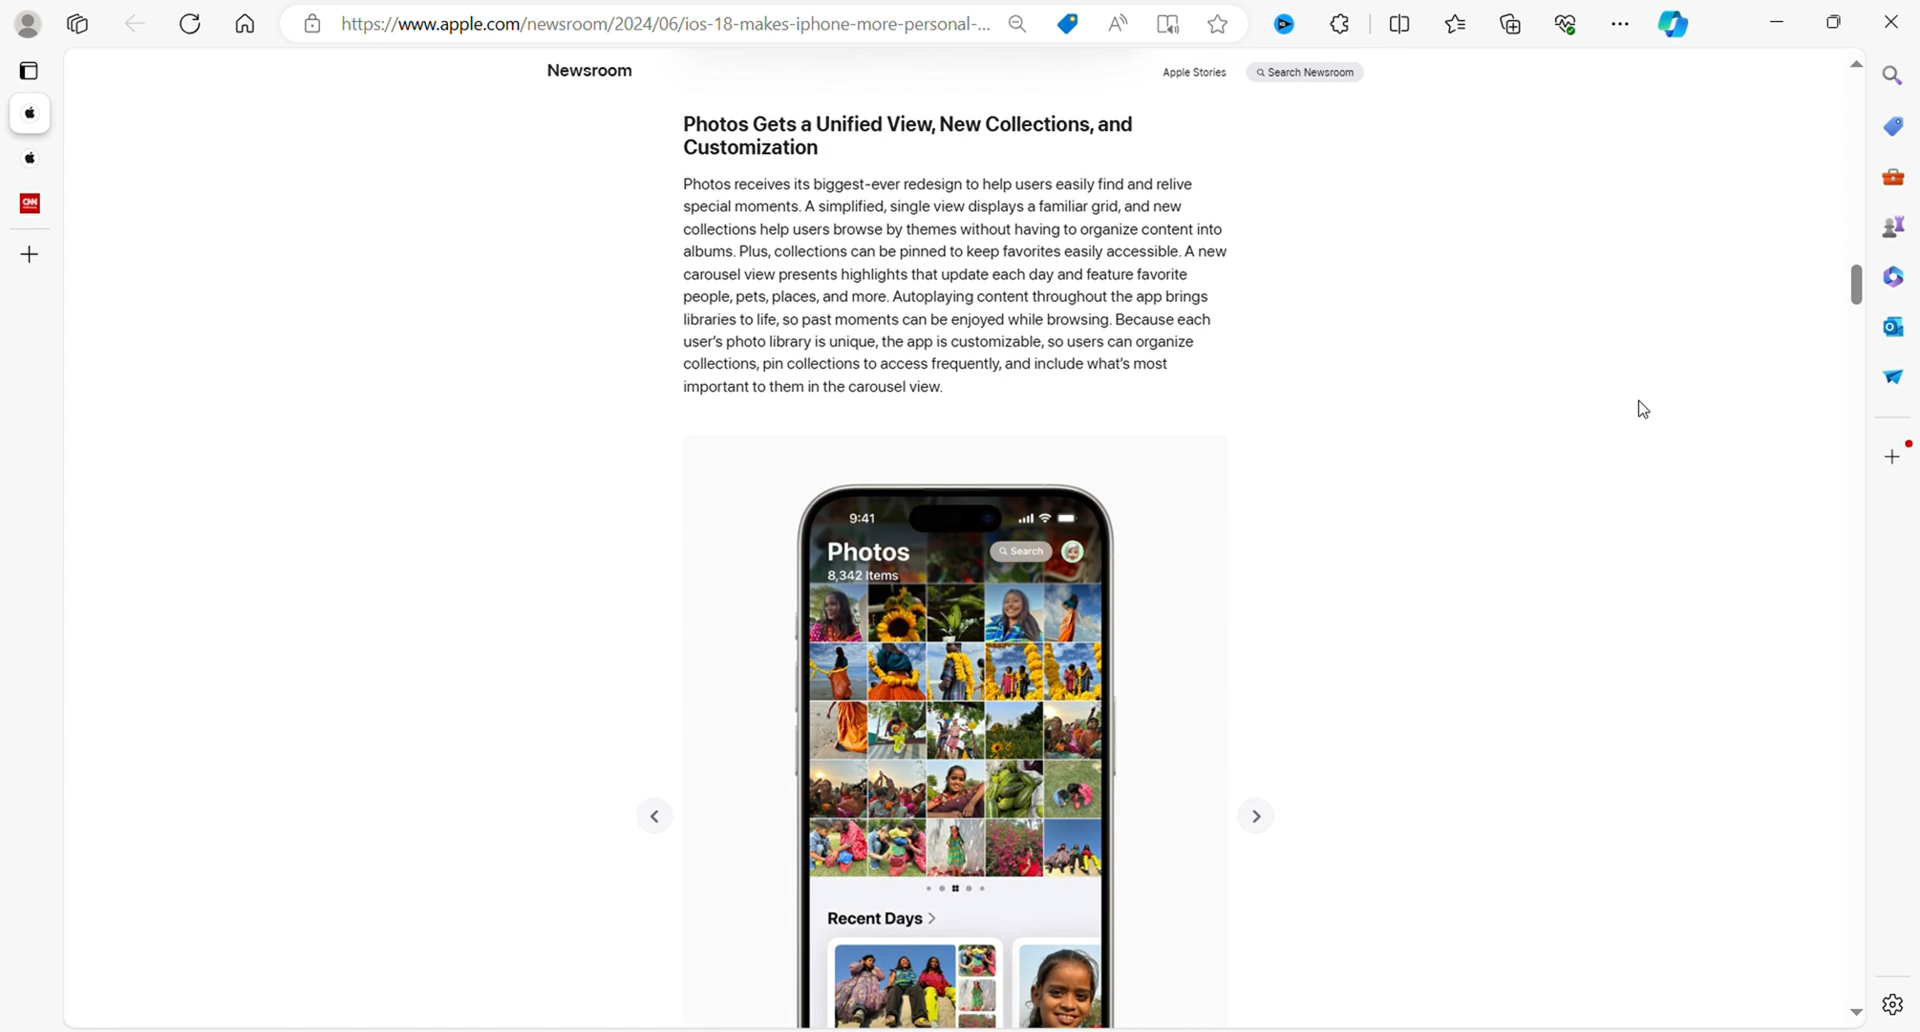 https://www.apple.com/newsroom/2024/06/ios-18-makes-iphone-more-personal-...
Newsroom
Apple Stories
Search Newsroom
CNN
Photos Gets a Unified View, New Collections, and
Customization
Photos receives its biggest-ever redesign to help users easily find and relive
special moments. A simplified, single view displays a familiar grid, and new
collections help users browse by themes without having to organize content into
albums. Plus, collections can be pinned to keep favorites easily accessible. A new
carousel view presents highlights that update each day and feature favorite
people, pets, places, and more. Autoplaying content throughout the app brings
libraries to life, so past moments can be enjoyed while browsing. Because each
user's photo library is unique, the app is customizable, so users can organize
collections, pin collections to access frequently, and include what's most
important to them in the carousel view.
9:41
Photos
Search
8,342 Items
Recent Days